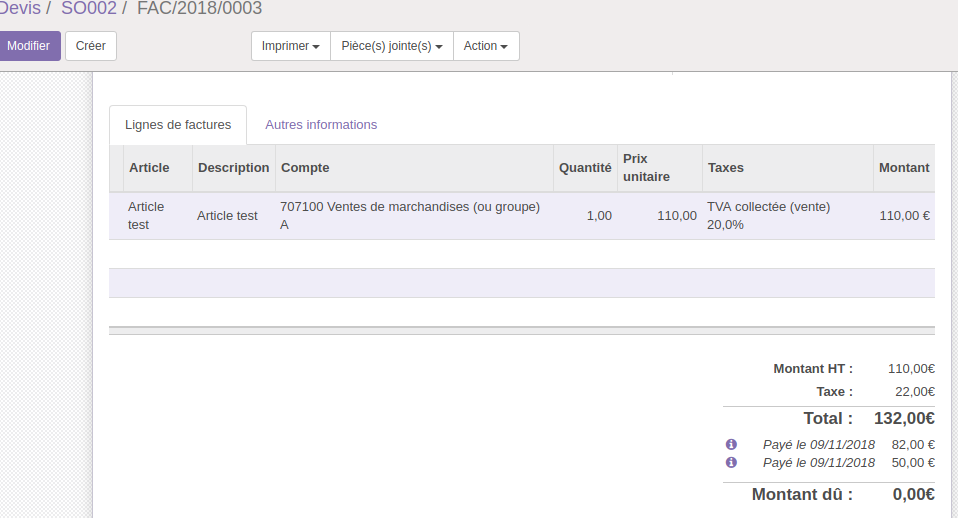 Devis / SO002 / FAC/2018/0003
Modifier Créer Imprimer Pièce(s) jointe(s) Action
Lignes de factures Autres informations
Article Description Compte Quantité Prix unitaire Taxes Montant
Article test Article test 707100 Ventes de marchandises (ou groupe) A 1,00 110,00 TVA collectée (vente) 20,0% 110,00 €
Montant HT : 110,00€
Taxe : 22,00€
Total : 132,00€
Payé le 09/11/2018 82,00 €
Payé le 09/11/2018 50,00 €
Montant dû : 0,00€